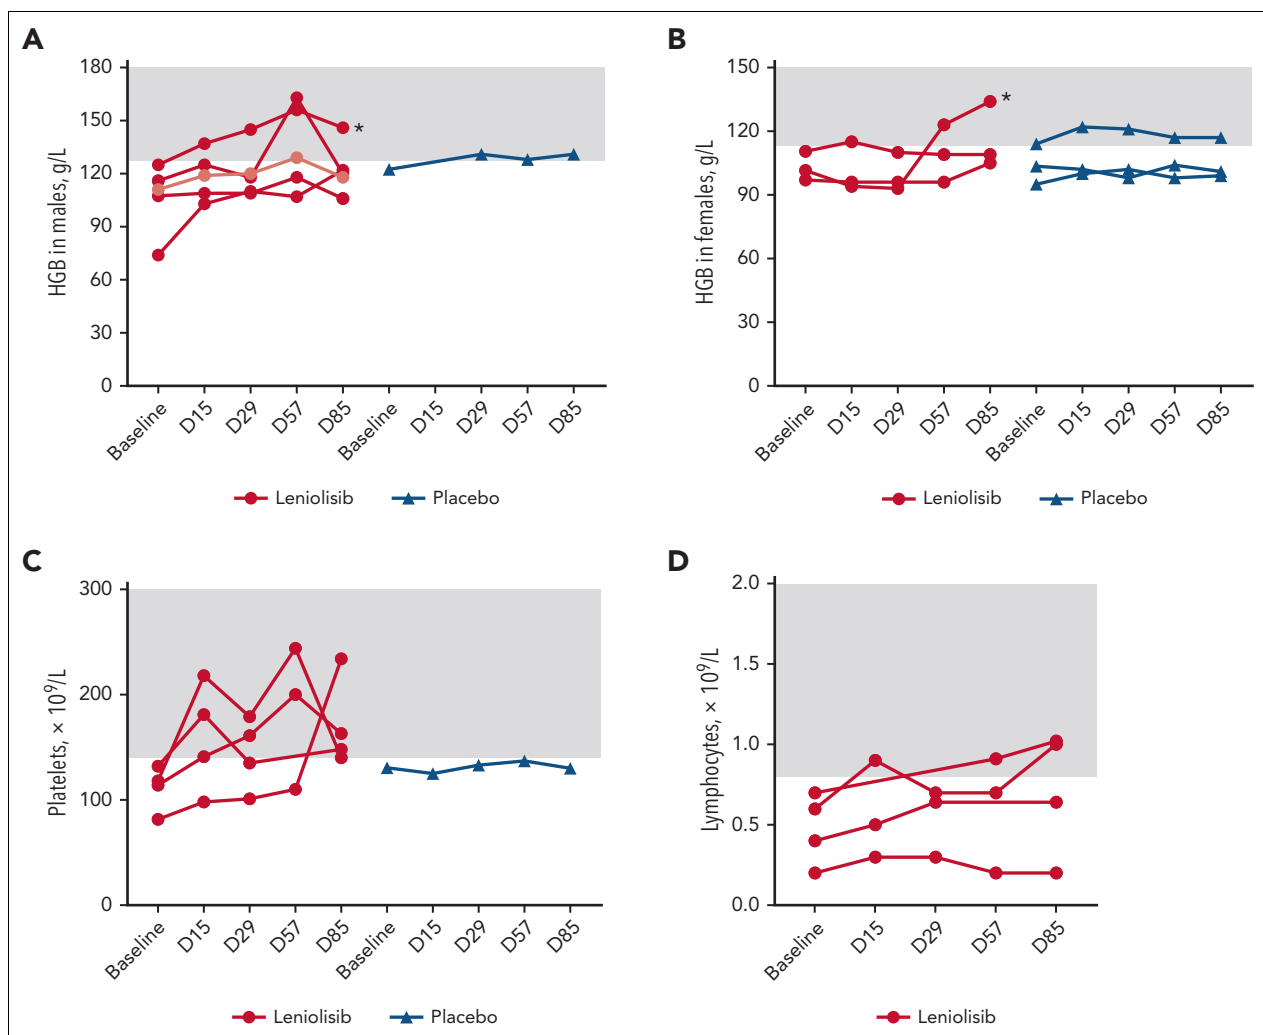 A
HGB in males, g/L
180
150
120
90
60
30
0
*
Baseline D15 D29 D57 D85 Baseline D15 D29 D57 D85
Leniolisib Placebo
B
HGB in females, g/L
150
120
90
60
30
0
*
Baseline D15 D29 D57 D85 Baseline D15 D29 D57 D85
Leniolisib Placebo
C
Platelets, × 10⁹/L
300
200
100
0
Baseline D15 D29 D57 D85 Baseline D15 D29 D57 D85
Leniolisib Placebo
D
Lymphocytes, × 10⁹/L
2.0
1.5
1.0
0.5
0.0
Baseline D15 D29 D57 D85
Leniolisib